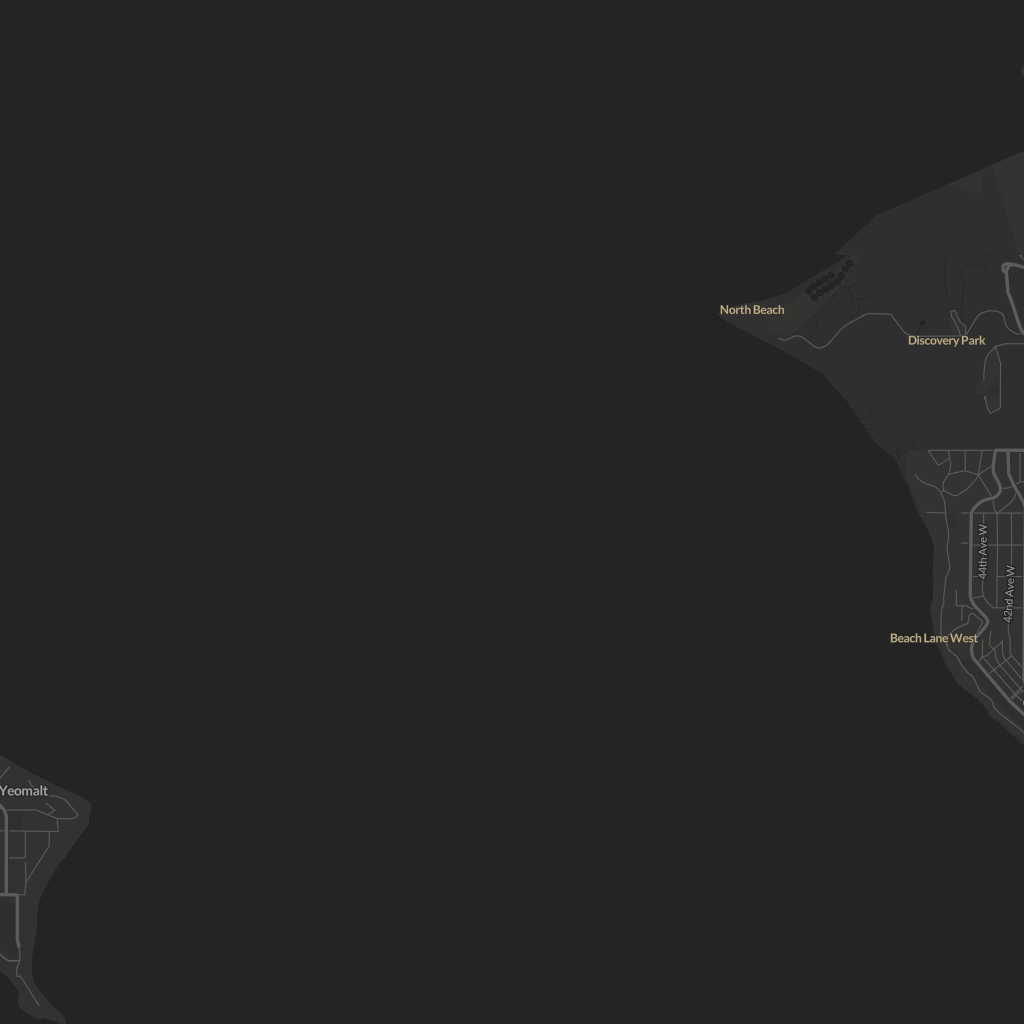 North Beach
Discovery Park
44th Ave W
42nd Ave W
Beach Lane West
Yeomalt